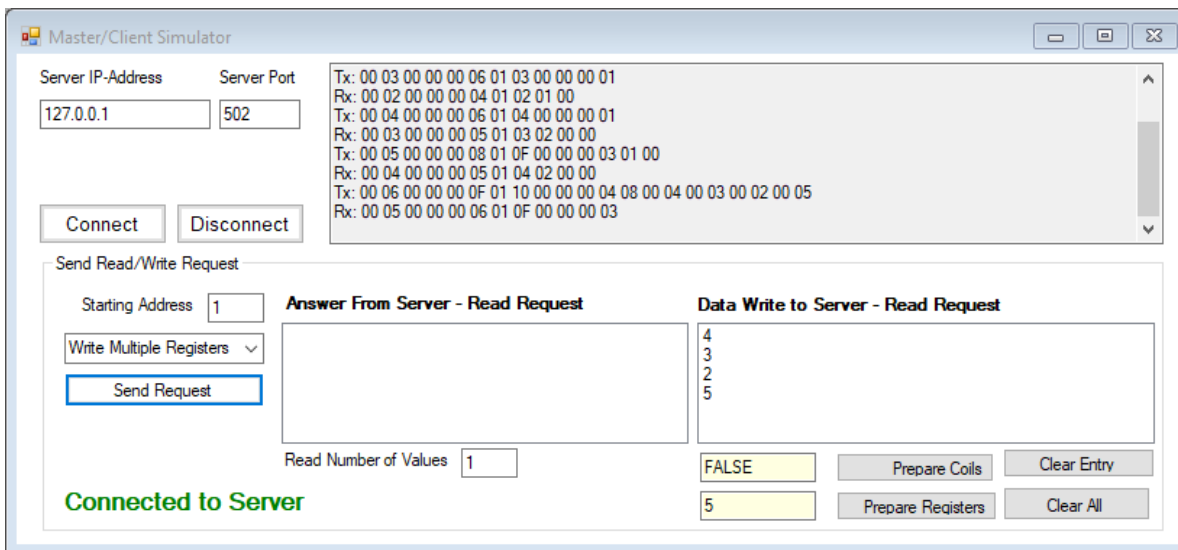 Master/Client Simulator
Server IP-Address
Server Port
127.0.0.1
502
Tx: 00 03 00 00 00 06 01 03 00 00 00 01
Rx: 00 02 00 00 00 04 01 02 01 00
Tx: 00 04 00 00 00 06 01 04 00 00 00 01
Rx: 00 03 00 00 00 05 01 03 02 00 00
Tx: 00 05 00 00 00 08 01 0F 00 00 00 03 01 00
Rx: 00 04 00 00 00 05 01 04 02 00 00
Tx: 00 06 00 00 00 0F 01 10 00 00 00 04 08 00 04 00 03 00 02 00 05
Rx: 00 05 00 00 00 06 01 0F 00 00 00 03
Connect
Disconnect
Send Read/Write Request
Starting Address
1
Write Multiple Registers
Send Request
Answer From Server - Read Request
Read Number of Values
1
Data Write to Server - Read Request
4
3
2
5
FALSE
Prepare Coils
Clear Entry
5
Prepare Registers
Clear All
Connected to Server